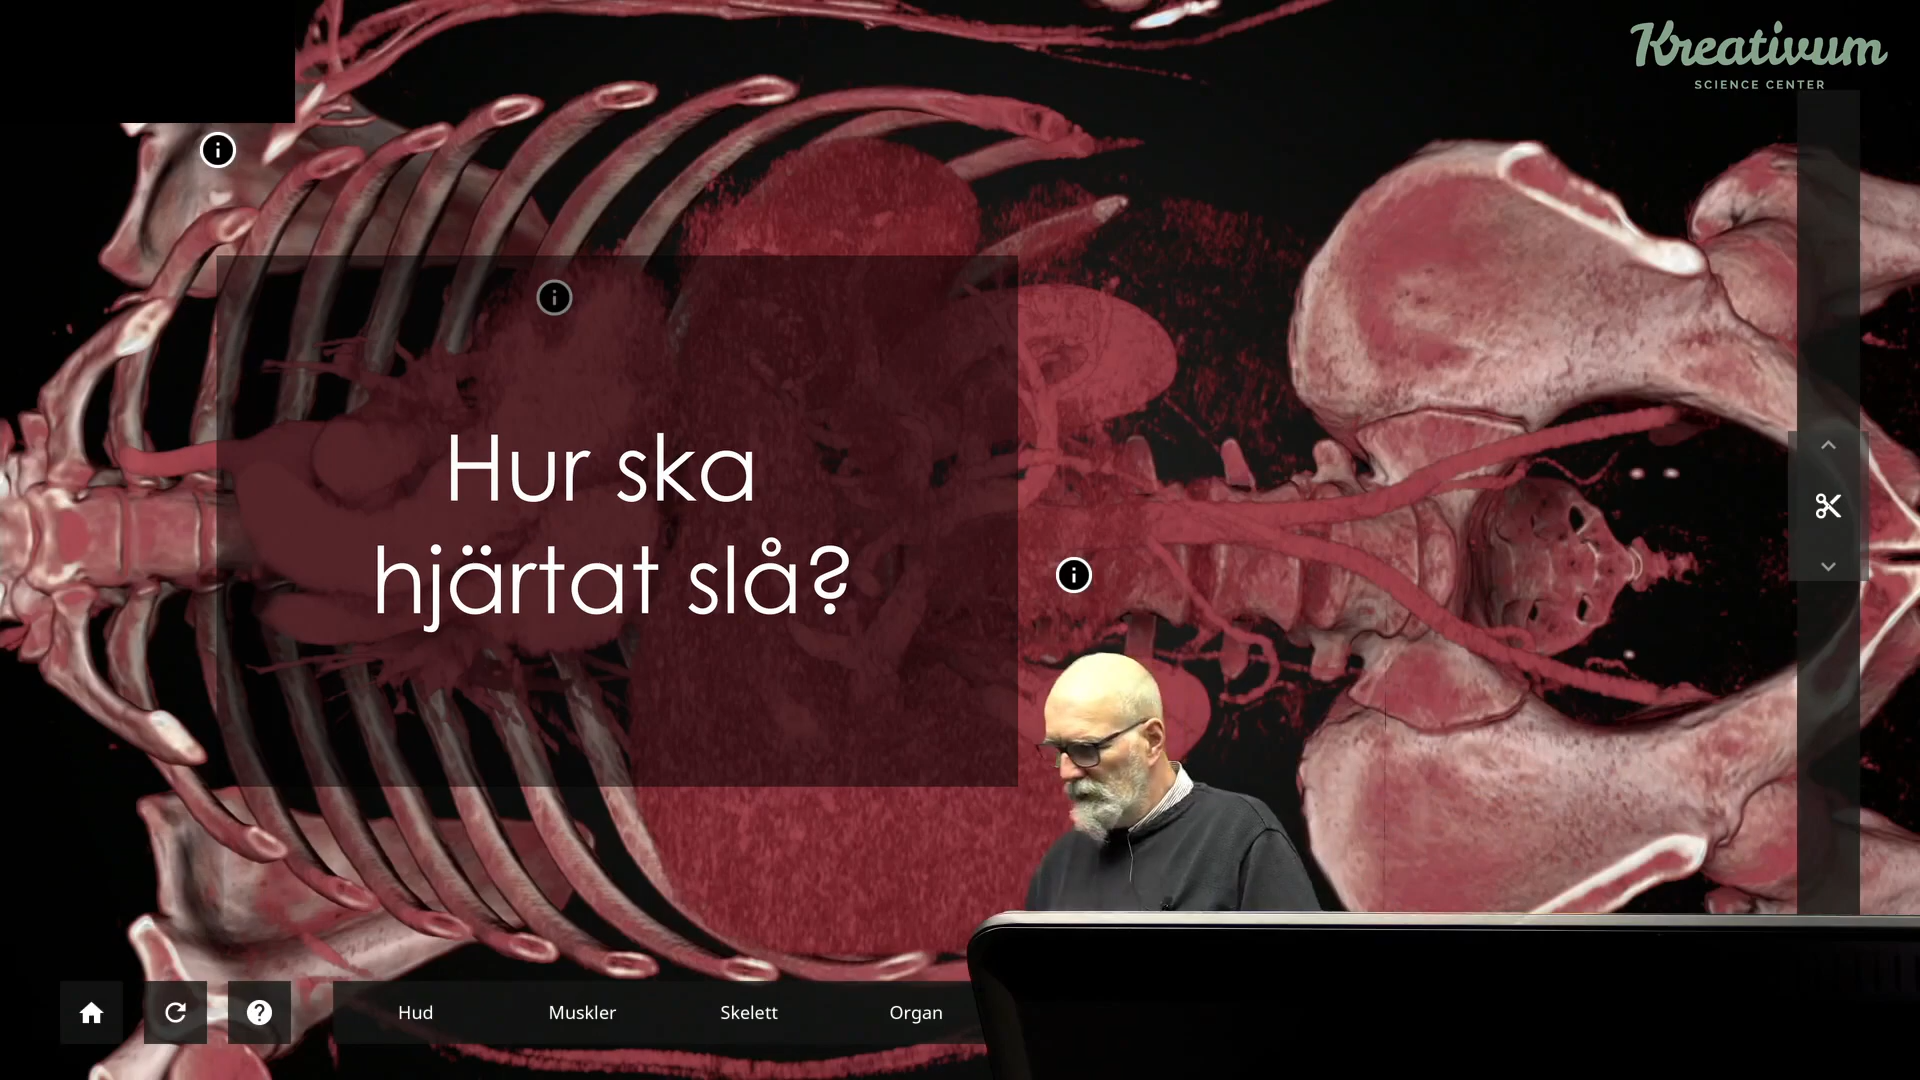 Kreativum
SCIENCE CENTER
Hur ska
hjärtat slå?
Hud
Muskler
Skelett
Organ